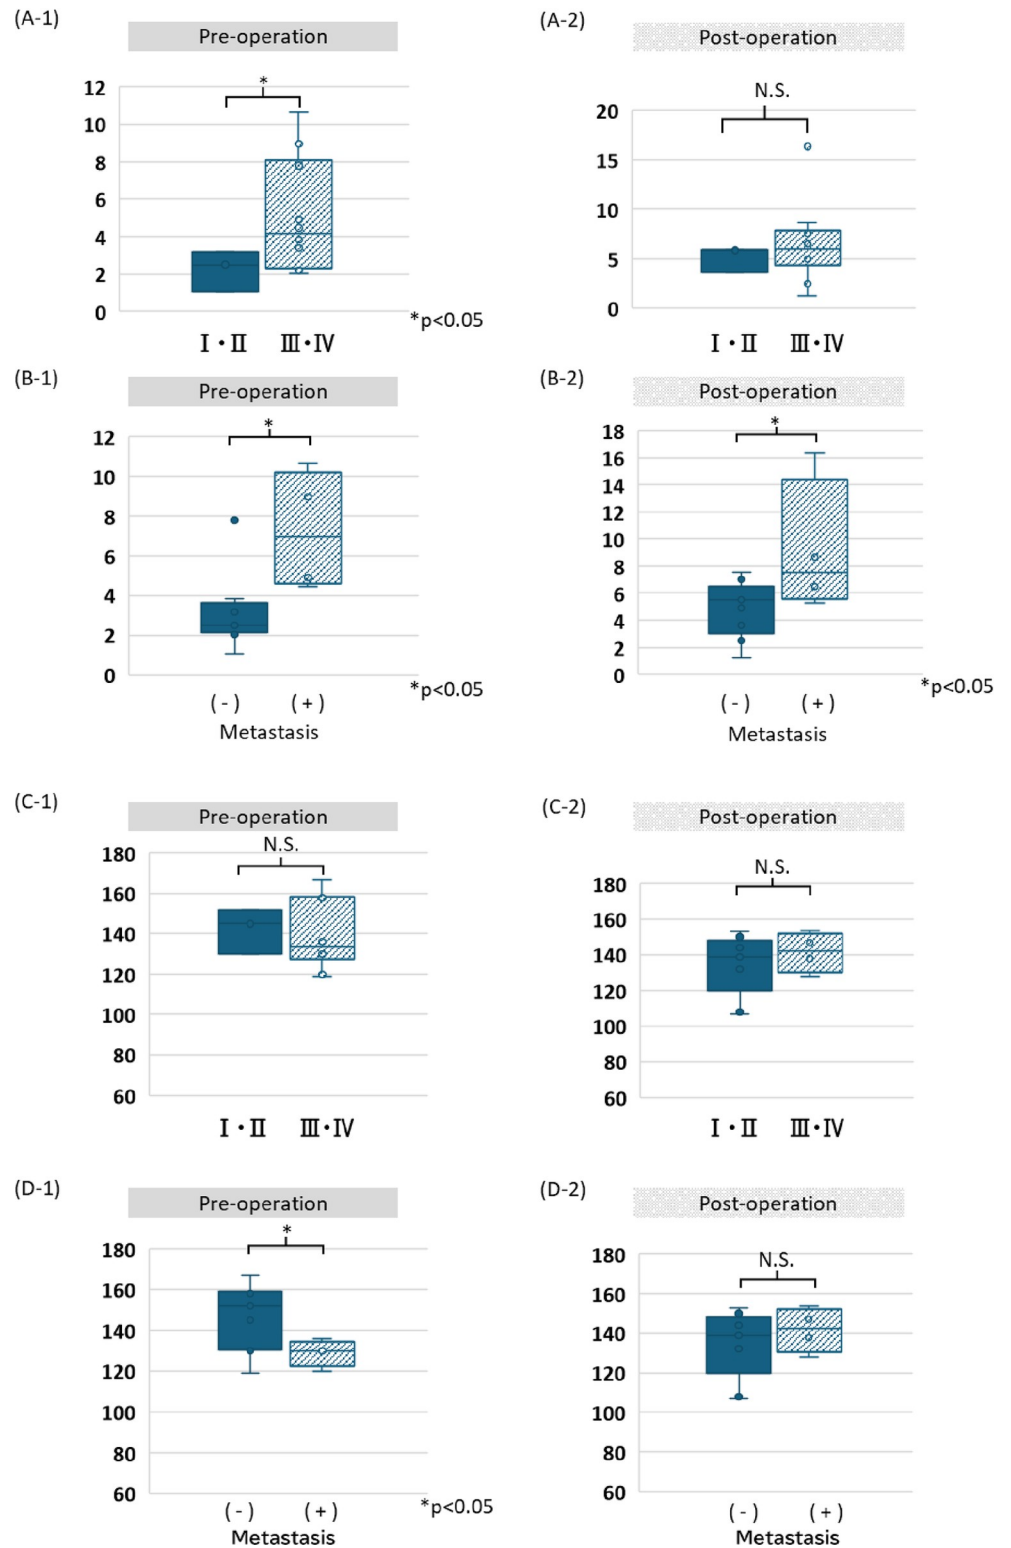 (A-1)
Pre-operation
*
12
10
8
6
4
2
0
*p<0.05
Ⅰ・Ⅱ Ⅲ・Ⅳ
(A-2)
Post-operation
N.S.
20
15
10
5
0
Ⅰ・Ⅱ Ⅲ・Ⅳ
(B-1)
Pre-operation
*
12
10
8
6
4
2
0
*p<0.05
(-) (+)
Metastasis
(B-2)
Post-operation
*
18
16
14
12
10
8
6
4
2
0
*p<0.05
(-) (+)
Metastasis
(C-1)
Pre-operation
N.S.
180
160
140
120
100
80
60
Ⅰ・Ⅱ Ⅲ・Ⅳ
(C-2)
Post-operation
N.S.
180
160
140
120
100
80
60
Ⅰ・Ⅱ Ⅲ・Ⅳ
(D-1)
Pre-operation
*
180
160
140
120
100
80
60
(-) (+)
*p<0.05
Metastasis
(D-2)
Post-operation
N.S.
180
160
140
120
100
80
60
(-) (+)
Metastasis